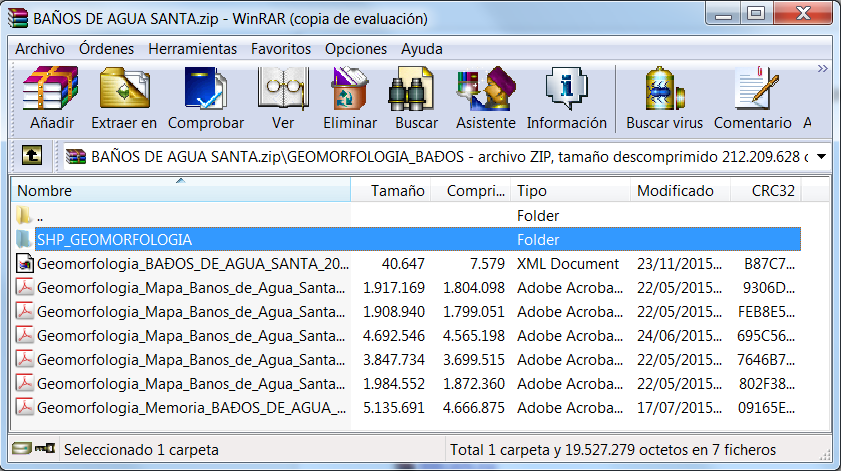 BAÑOS DE AGUA SANTA.zip - WinRAR (copia de evaluación)
Archivo Órdenes Herramientas Favoritos Opciones Ayuda
Añadir Extraer en Comprobar Ver Eliminar Buscar Asistente Información Buscar virus Comentario A
BAÑOS DE AGUA SANTA.zip\GEOMORFOLOGIA_BAÐOS - archivo ZIP, tamaño descomprimido 212.209.628 
Nombre Tamaño Compri... Tipo Modificado CRC32
.. Folder
SHP_GEOMORFOLOGIA Folder
Geomorfologia_BAÐOS_DE_AGUA_SANTA_20... 40.647 7.579 XML Document 23/11/2015... B87C7...
Geomorfologia_Mapa_Banos_de_Agua_Santa... 1.917.169 1.804.098 Adobe Acroba... 22/05/2015... 9306D...
Geomorfologia_Mapa_Banos_de_Agua_Santa... 1.908.940 1.799.051 Adobe Acroba... 22/05/2015... FEB8E5...
Geomorfologia_Mapa_Banos_de_Agua_Santa... 4.692.546 4.565.198 Adobe Acroba... 24/06/2015... 695C56...
Geomorfologia_Mapa_Banos_de_Agua_Santa... 3.847.734 3.699.515 Adobe Acroba... 22/05/2015... 7646B7...
Geomorfologia_Mapa_Banos_de_Agua_Santa... 1.984.552 1.872.360 Adobe Acroba... 22/05/2015... 802F38...
Geomorfologia_Memoria_BAÐOS_DE_AGUA_... 5.135.691 4.666.875 Adobe Acroba... 17/07/2015... 09165E...
Seleccionado 1 carpeta Total 1 carpeta y 19.527.279 octetos en 7 ficheros